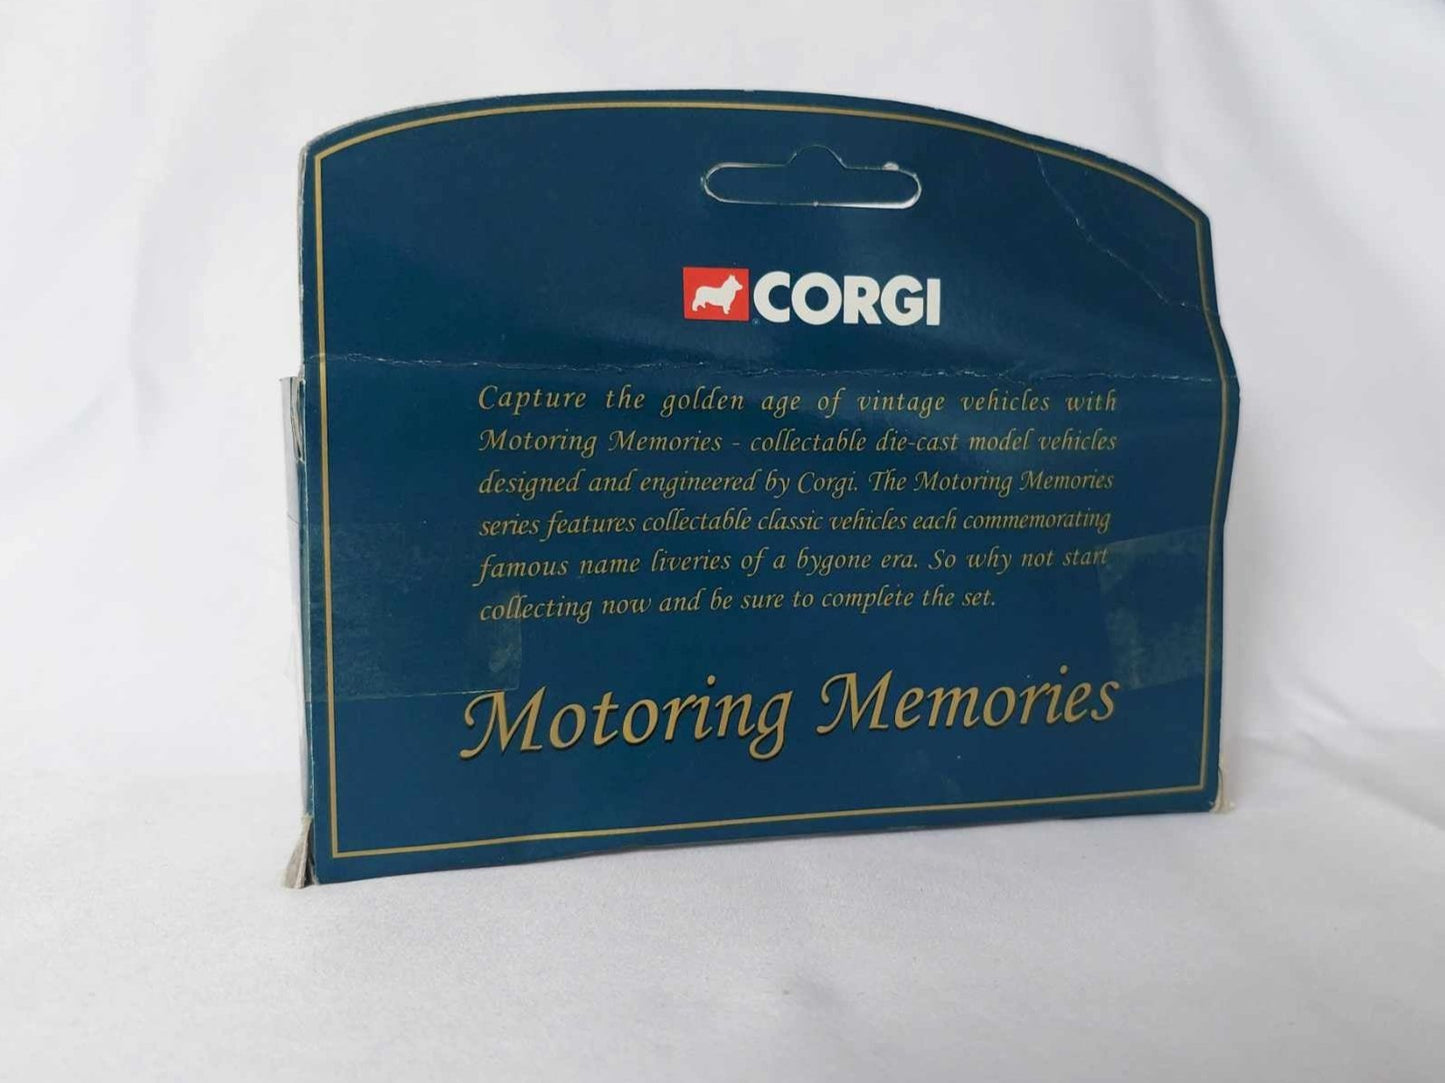 CORGI
Capture the golden age of vintage vehicles with
Motoring Memories - collectable die-cast model vehicles
designed and engineered by Corgi. The Motoring Memories
series features collectable classic vehicles each commemorating
famous name liveries of a bygone era. So why not start
collecting now and be sure to complete the set.
Motoring Memories